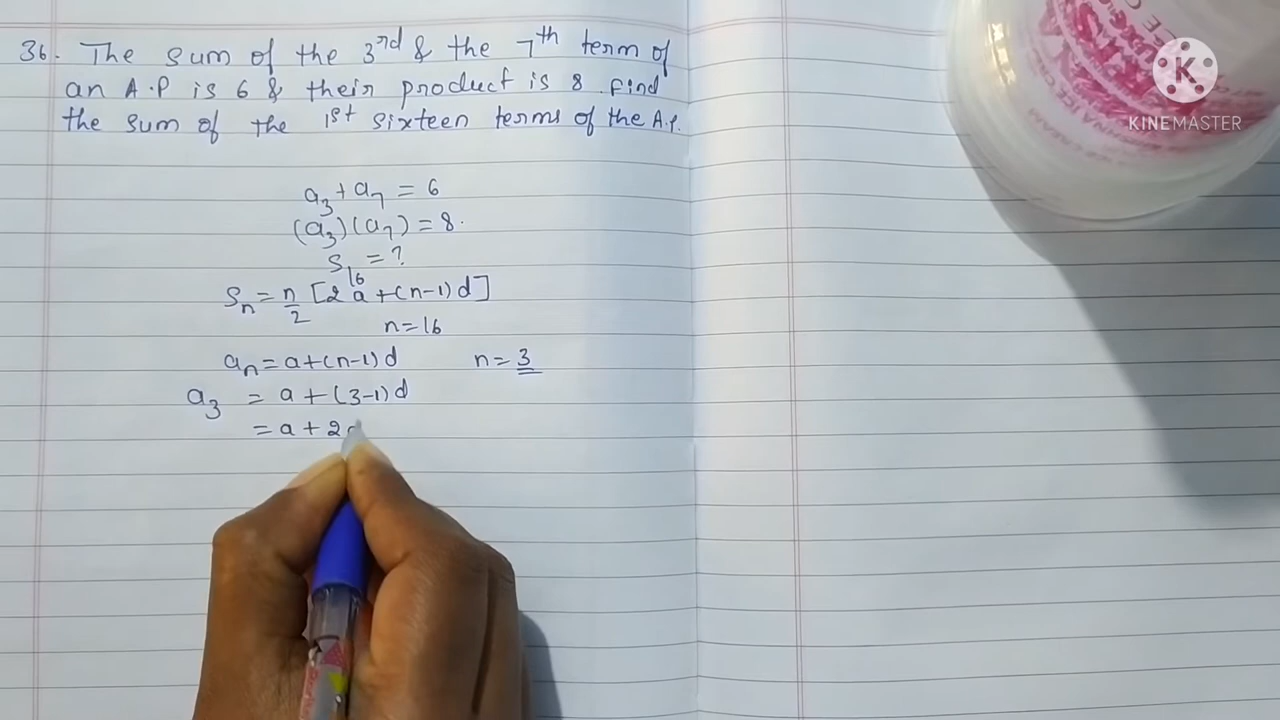 36. The sum of the 3rd & the 7th term of
an A.P is 6 & their product is 8 find
the sum of the 1st sixteen terms of the A.P.
a3 + a7 = 6
(a3)(a7) = 8.
S16 = ?
Sn = n/2 [2a + (n-1) d]
n = 16
an = a + (n-1) d n = 3
a3 = a + (3-1) d
= a + 2
K
KINEMASTER